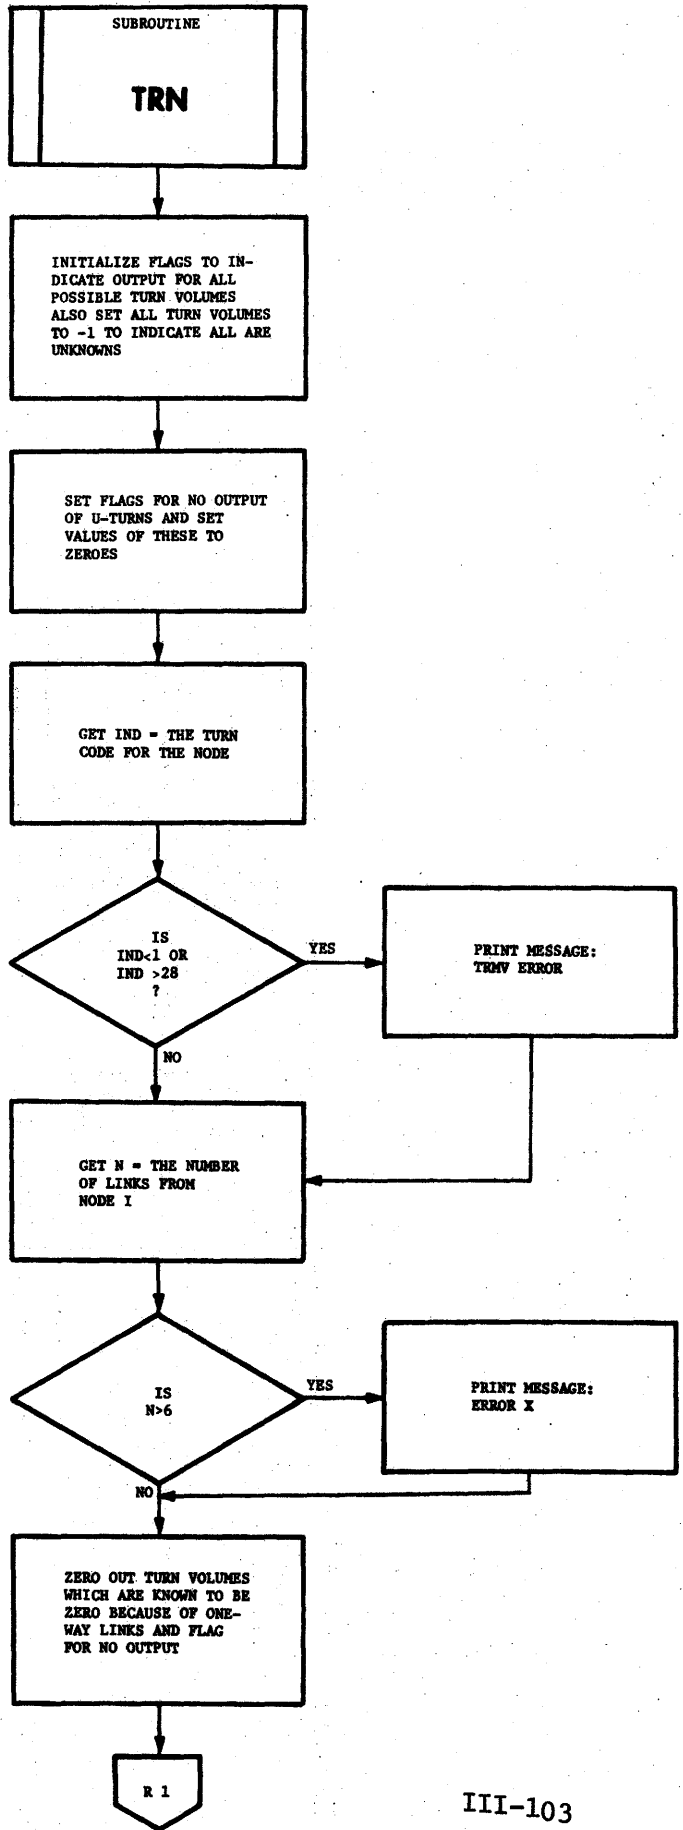 SUBROUTINE
TRN
INITIALIZE FLAGS TO IN-
DICATE OUTPUT FOR ALL
POSSIBLE TURN VOLUMES
ALSO SET ALL TURN VOLUMES
TO -1 TO INDICATE ALL ARE
UNKNOWNS
SET FLAGS FOR NO OUTPUT
OF U-TURNS AND SET
VALUES OF THESE TO
ZEROES
GET IND = THE TURN
CODE FOR THE NODE
IS
IND<1 OR
IND >28
?
YES
PRINT MESSAGE:
TRMV ERROR
NO
GET N = THE NUMBER
OF LINKS FROM
NODE I
IS
N>6
YES
PRINT MESSAGE:
ERROR X
NO
ZERO OUT TURN VOLUMES
WHICH ARE KNOWN TO BE
ZERO BECAUSE OF ONE-
WAY LINKS AND FLAG
FOR NO OUTPUT
R 1
III-103